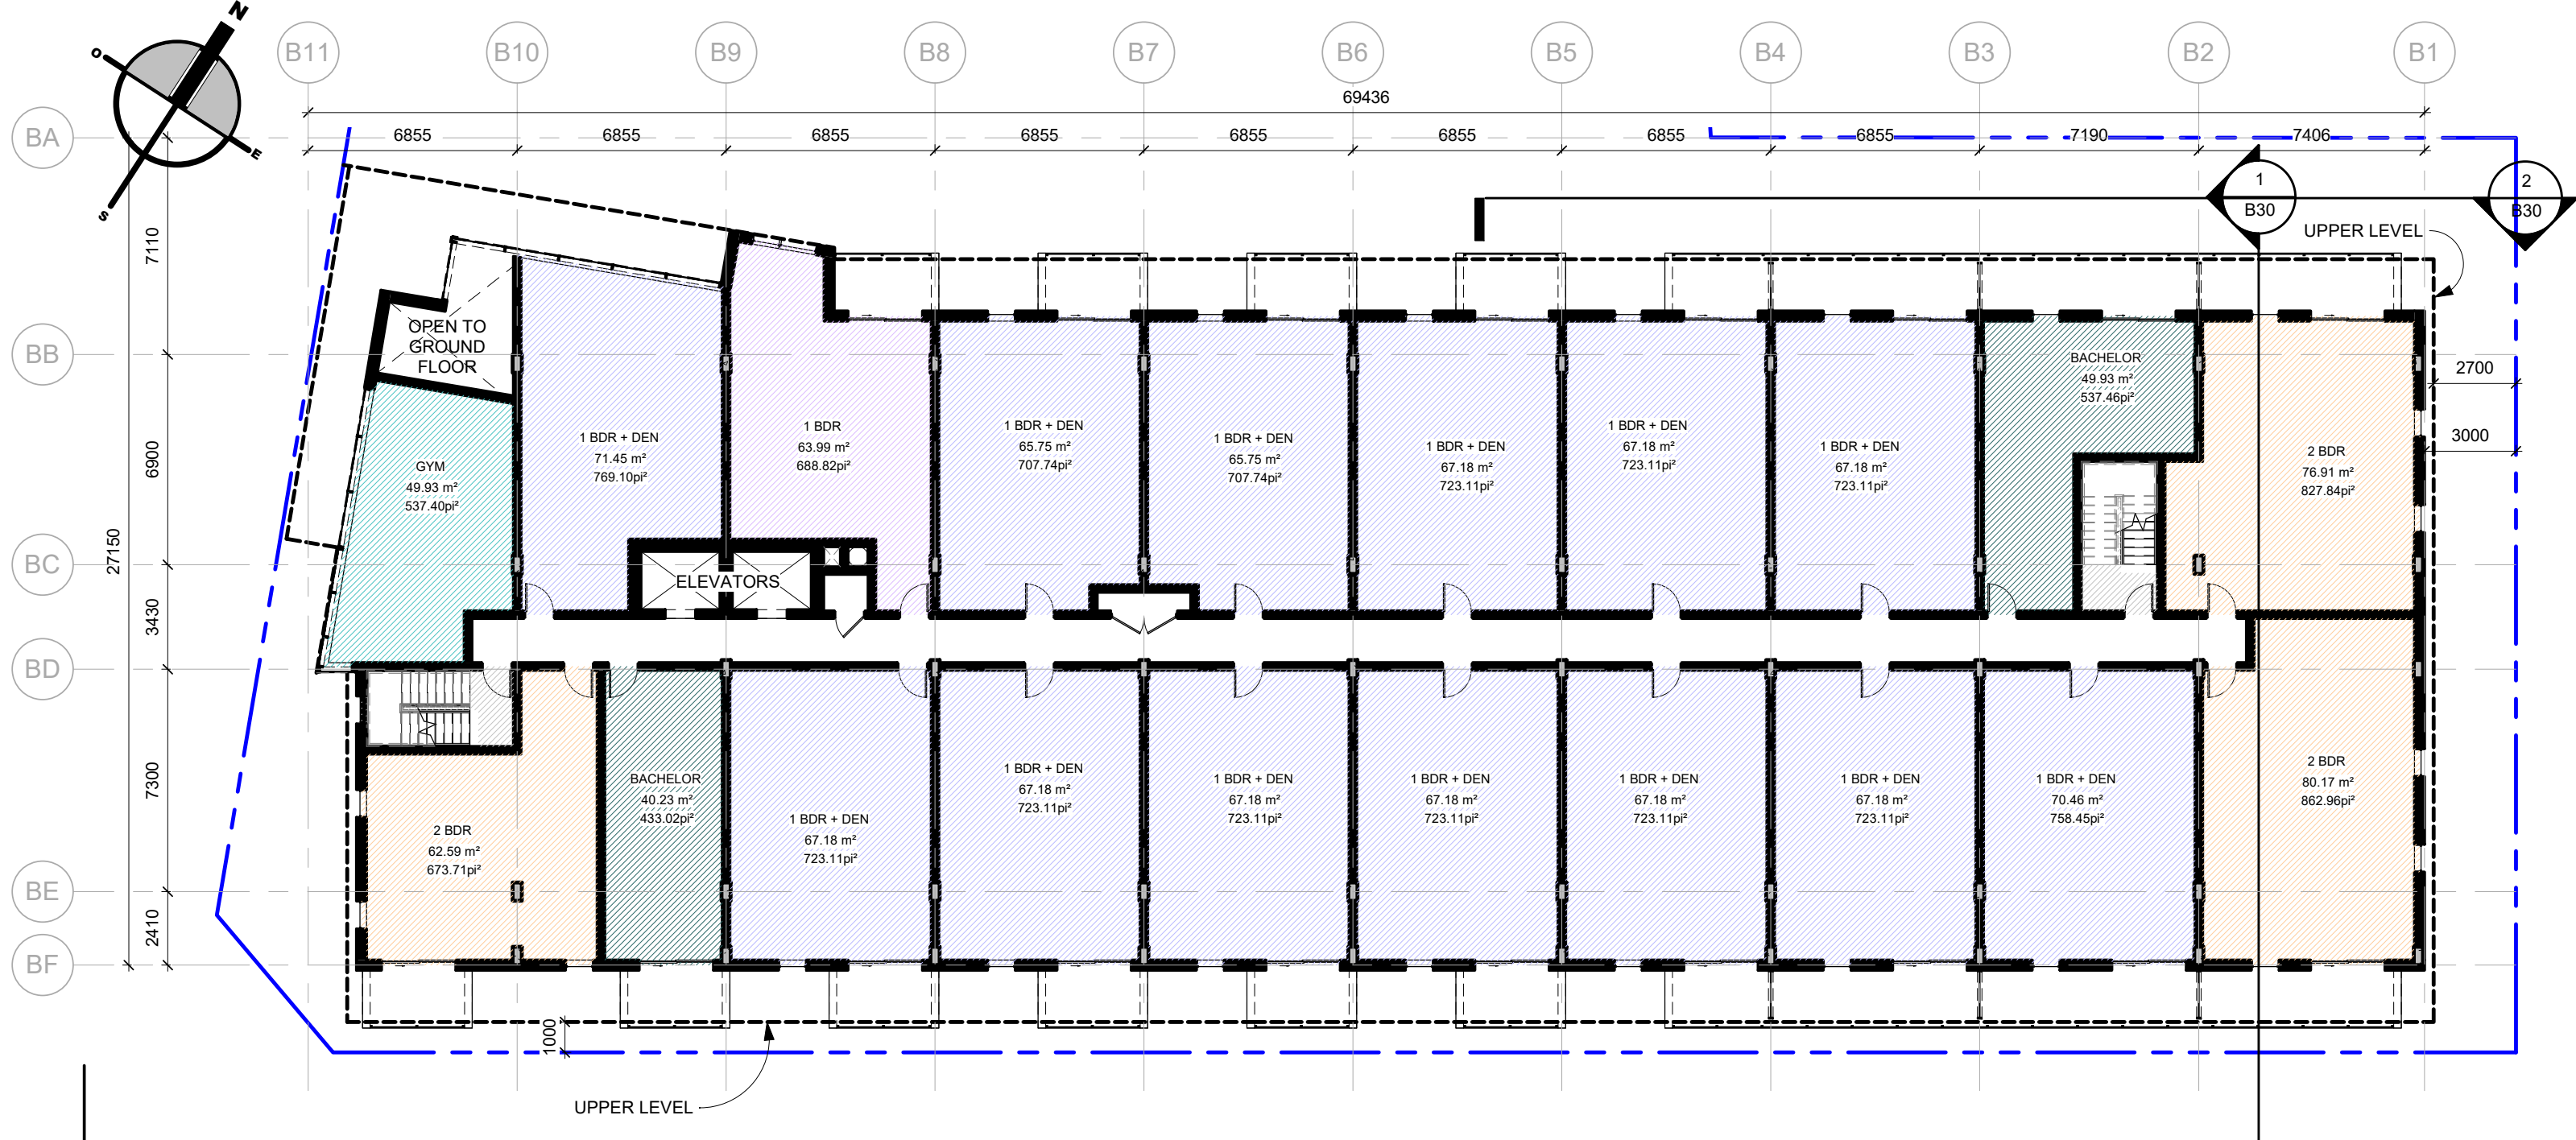 N
O
E
S
B11
B10
B9
B8
B7
B6
B5
B4
B3
B2
B1
69436
BA
6855
6855
6855
6855
6855
6855
6855
6855
7190
7406
1
B30
2
B30
UPPER LEVEL
7110
BB
OPEN TO
GROUND
FLOOR
BACHELOR
49.93 m²
537.46pi²
2700
3000
6900
GYM
49.93 m²
537.40pi²
1 BDR + DEN
71.45 m²
769.10pi²
1 BDR
63.99 m²
688.82pi²
1 BDR + DEN
65.75 m²
707.74pi²
1 BDR + DEN
65.75 m²
707.74pi²
1 BDR + DEN
67.18 m²
723.11pi²
1 BDR + DEN
67.18 m²
723.11pi²
1 BDR + DEN
67.18 m²
723.11pi²
2 BDR
76.91 m²
827.84pi²
27150
BC
ELEVATORS
3430
BD
7300
2 BDR
62.59 m²
673.71pi²
BACHELOR
40.23 m²
433.02pi²
1 BDR + DEN
67.18 m²
723.11pi²
1 BDR + DEN
67.18 m²
723.11pi²
1 BDR + DEN
67.18 m²
723.11pi²
1 BDR + DEN
67.18 m²
723.11pi²
1 BDR + DEN
67.18 m²
723.11pi²
1 BDR + DEN
67.18 m²
723.11pi²
1 BDR + DEN
70.46 m²
758.45pi²
2 BDR
80.17 m²
862.96pi²
BE
2410
BF
1000
UPPER LEVEL